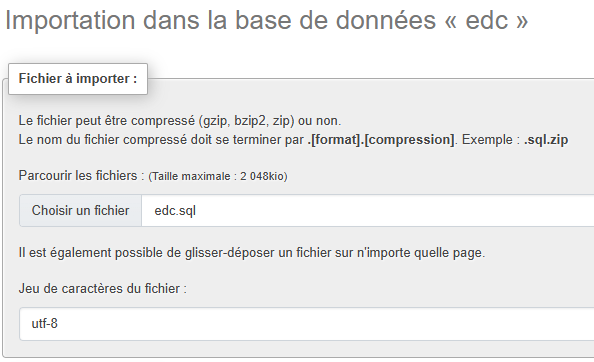 Importation dans la base de données « edc »
Fichier à importer :
Le fichier peut être compressé (gzip, bzip2, zip) ou non.
Le nom du fichier compressé doit se terminer par .[format].[compression]. Exemple : .sql.zip
Parcourir les fichiers : (Taille maximale : 2 048kio)
Choisir un fichier edc.sql
Il est également possible de glisser-déposer un fichier sur n'importe quelle page.
Jeu de caractères du fichier :
utf-8